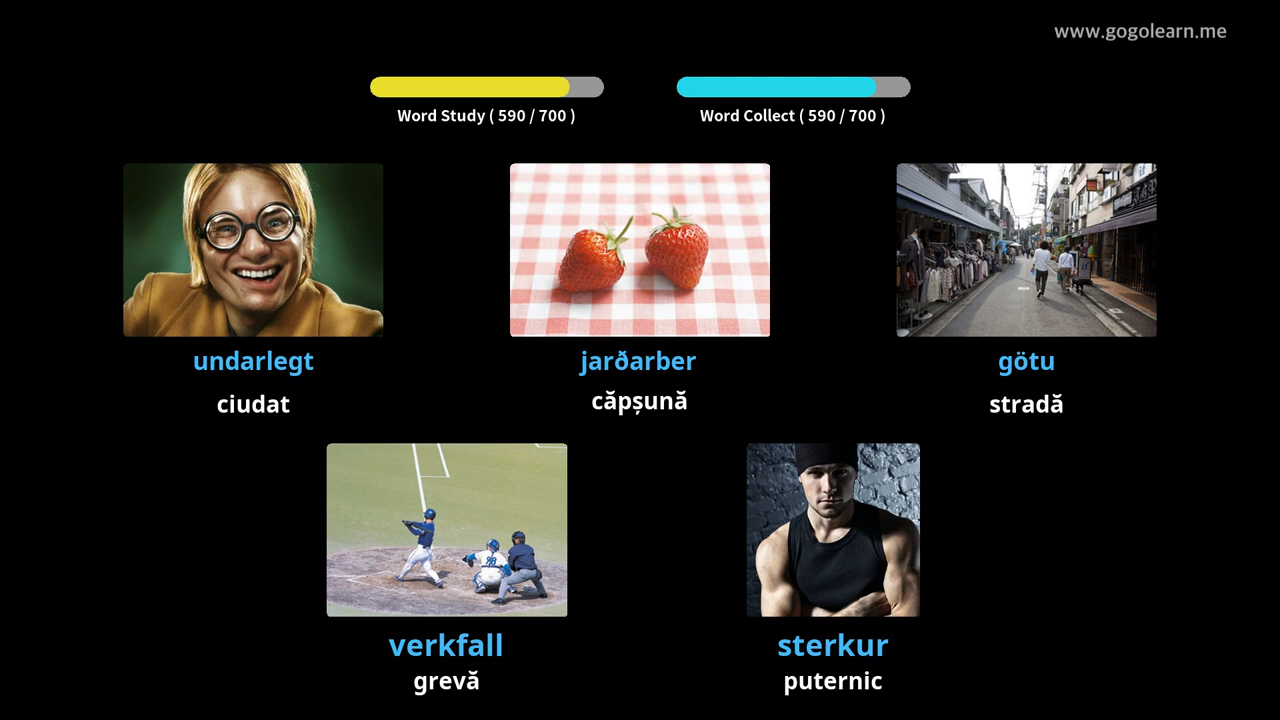 www.gogolearn.me
Word Study ( 590 / 700 )
Word Collect ( 590 / 700 )
undarlegt
jarðarber
götu
ciudat
căpșună
stradă
verkfall
sterkur
grevă
puternic